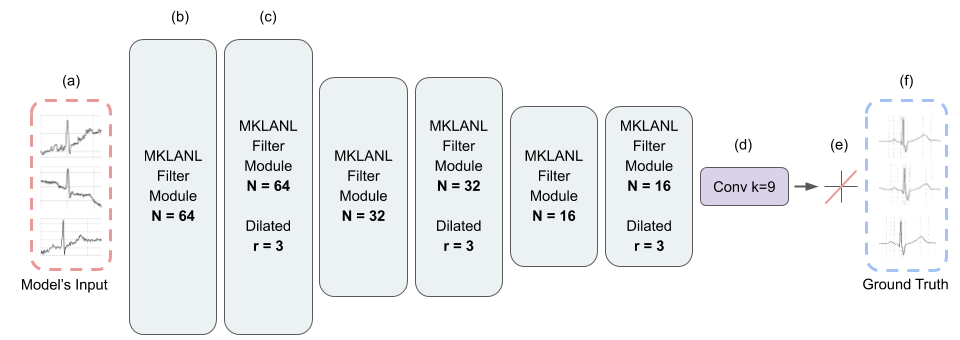 (a)
Model's Input
(b)
MKLANL
Filter
Module
N = 64
(c)
MKLANL
Filter
Module
N = 64
Dilated
r = 3
MKLANL
Filter
Module
N = 32
MKLANL
Filter
Module
N = 32
Dilated
r = 3
MKLANL
Filter
Module
N = 16
MKLANL
Filter
Module
N = 16
Dilated
r = 3
(d)
Conv k=9
(e)
(f)
Ground Truth